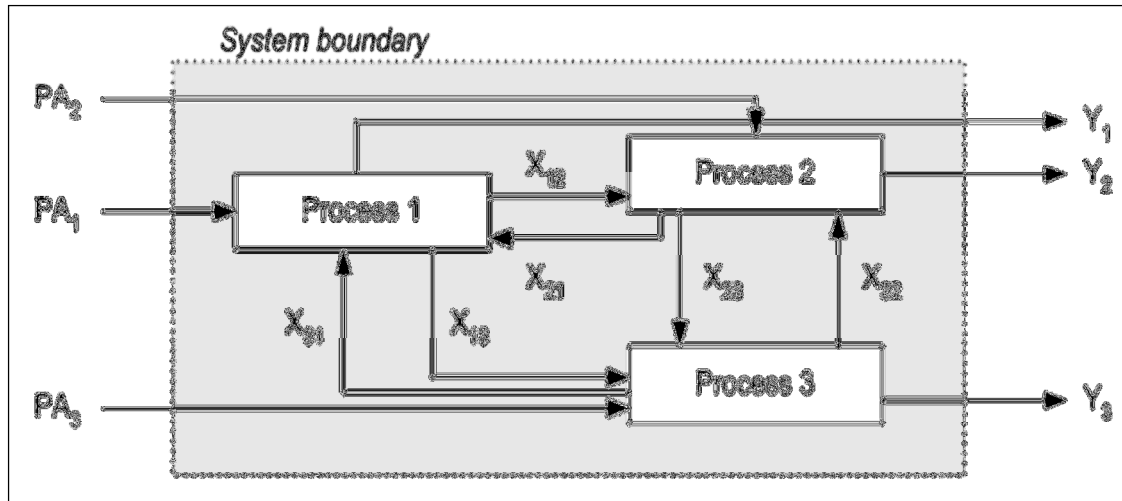 System boundary
PA₂
Y₁
X₁₂
Process 2
Y₂
PA₁
Process 1
X₂₁
X₂₃
X₃₂
X₃₁
X₁₃
Process 3
PA₃
Y₃